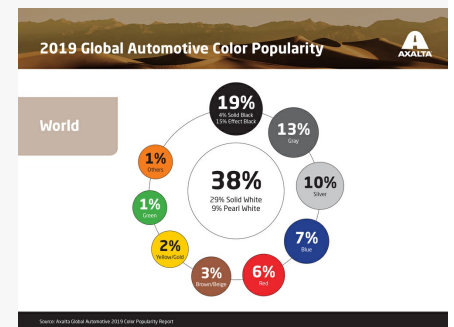 2019 Global Automotive Color Popularity
AXALTA
World
19%
4% Solid Black
15% Effect Black
13%
Gray
10%
Silver
7%
Blue
6%
Red
3%
Brown/Beige
2%
Yellow/Gold
1%
Green
1%
Others
38%
29% Solid White
9% Pearl White
Source: Axalta Global Automotive 2019 Color Popularity Report